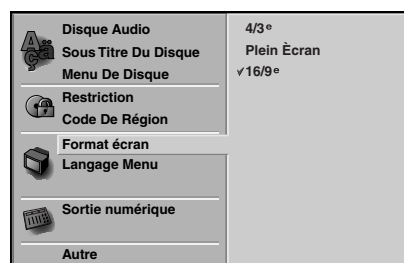 Disque Audio
Sous Titre Du Disque
Menu De Disque
Restriction
Code De Région
Format écran
Langage Menu
Sortie numérique
Autre
4/3e
Plein Ècran
✓16/9e